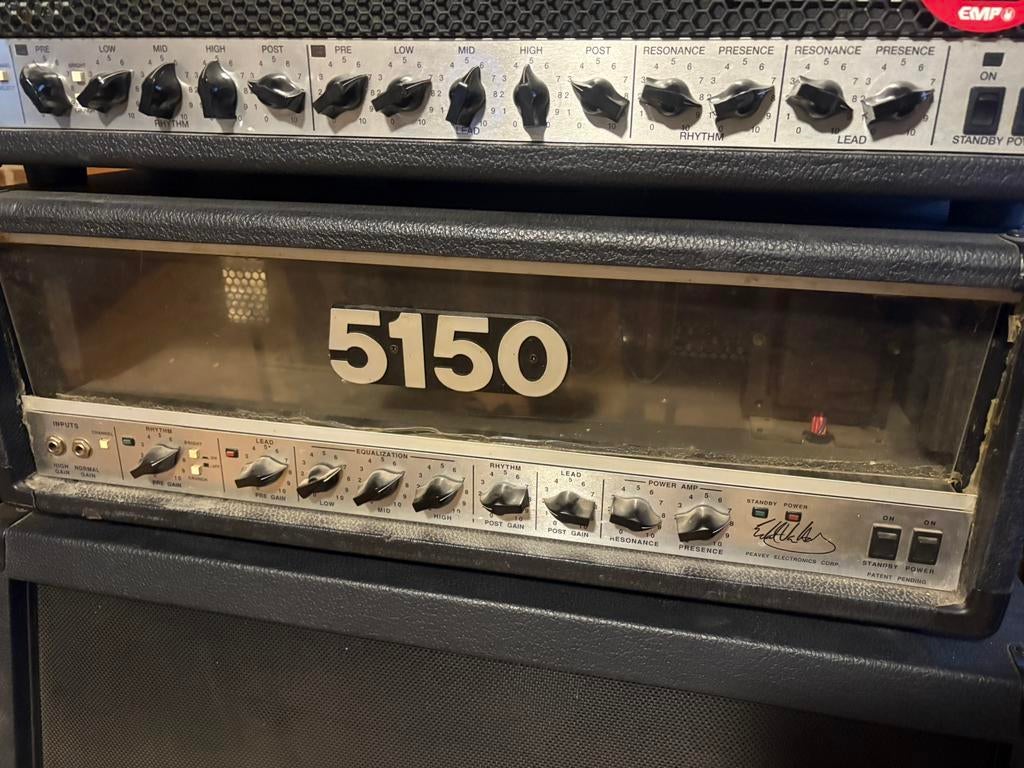 EMP
PRE LOW MID HIGH POST PRE LOW MID HIGH POST RESONANCE PRESENCE RESONANCE PRESENCE
BRIGHT
ON
RHYTHM LEAD RHYTHM LEAD
STANDBY PO
5150
INPUTS
HIGH GAIN
NORMAL GAIN
CHANNEL
RHYTHM
PRE GAIN
BRIGHT
CRUNCH
LEAD
PRE GAIN
EQUALIZATION
LOW MID HIGH
RHYTHM
POST GAIN
LEAD
POST GAIN
POWER AMP
RESONANCE PRESENCE
STANDBY POWER
PEAVEY ELECTRONICS CORP.
ON ON
STANDBY POWER
PATENT PENDING